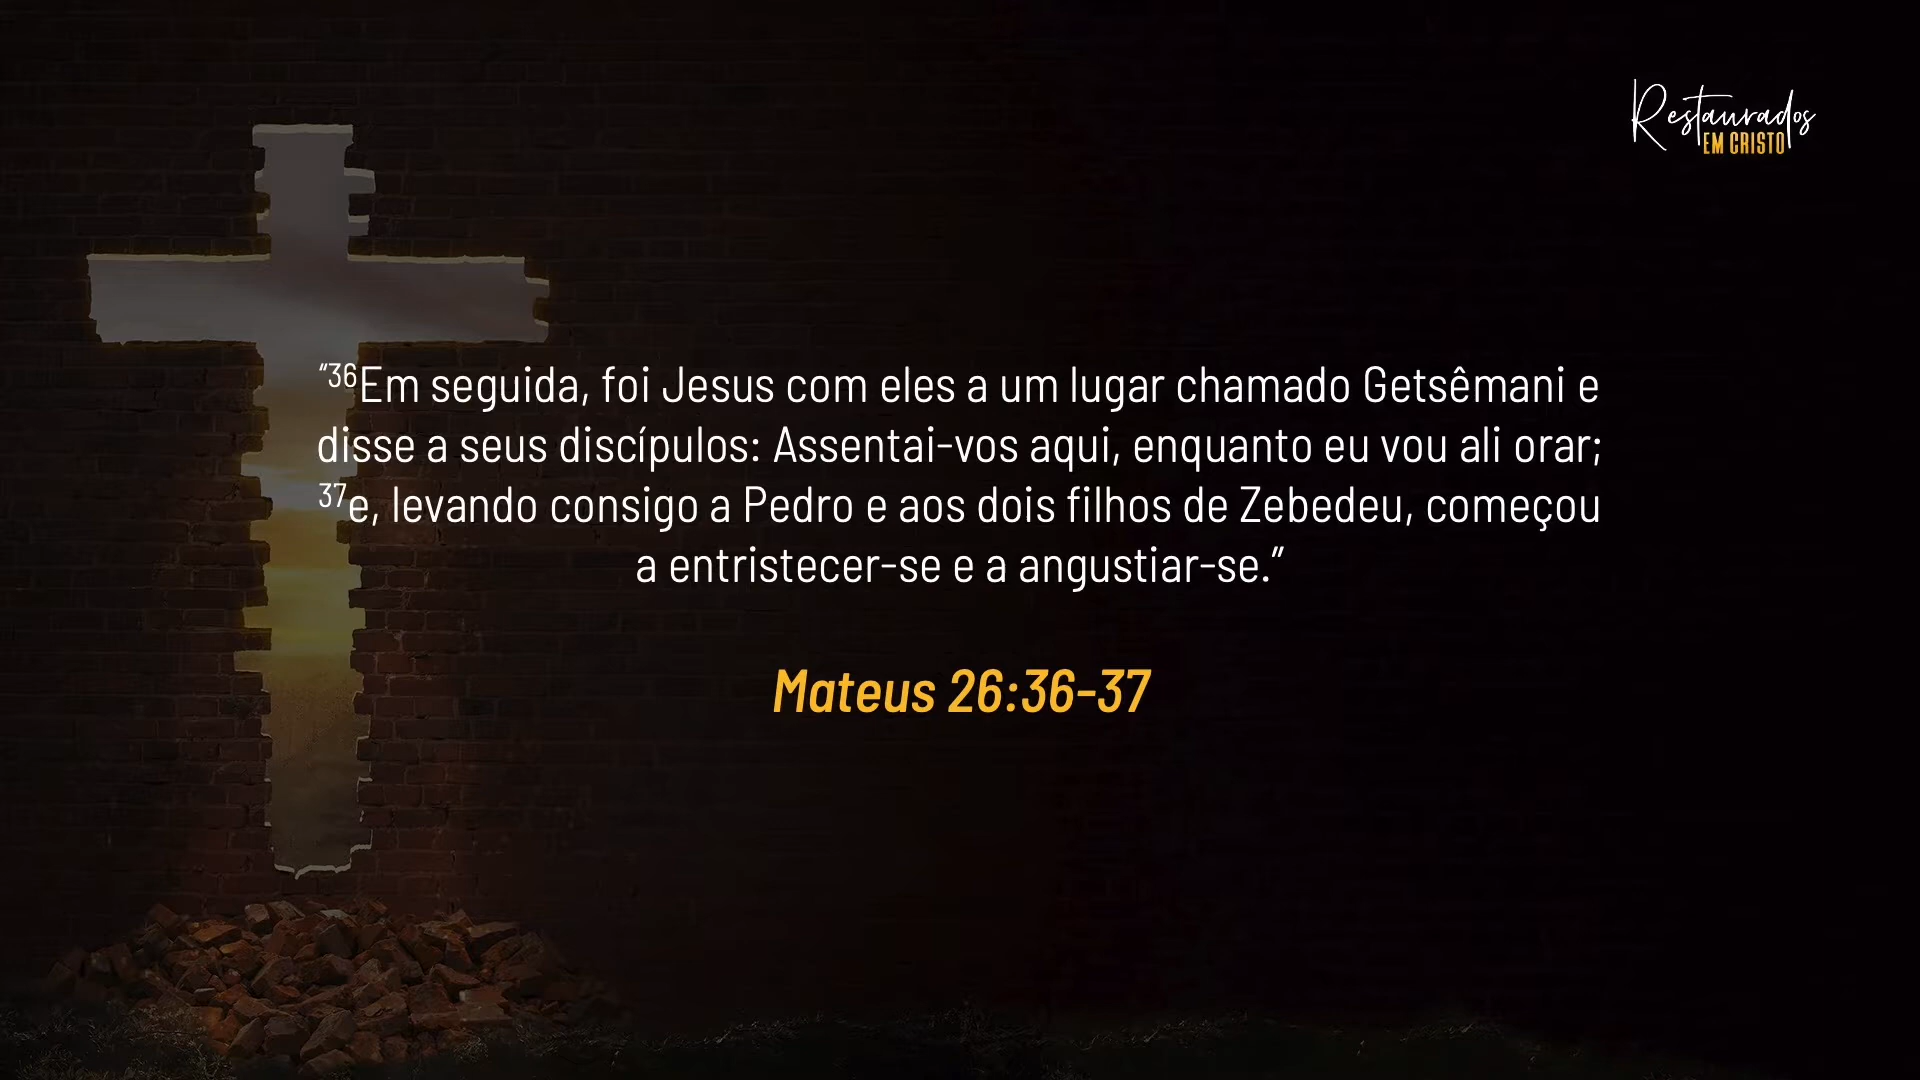 Restaurados
EM CRISTO
“36Em seguida, foi Jesus com eles a um lugar chamado Getsêmani e
disse a seus discípulos: Assentai-vos aqui, enquanto eu vou ali orar;
37e, levando consigo a Pedro e aos dois filhos de Zebedeu, começou
a entristecer-se e a angustiar-se.”
Mateus 26:36-37